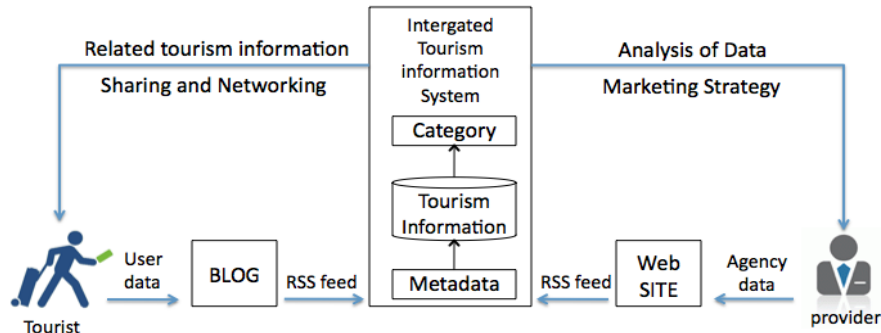 Intergated
Tourism
information
System
Related tourism information
Sharing and Networking
Analysis of Data
Marketing Strategy
Category
Tourism
Information
Metadata
User
data
BLOG
RSS feed
RSS feed
Web
SITE
Agency
data
Tourist
provider